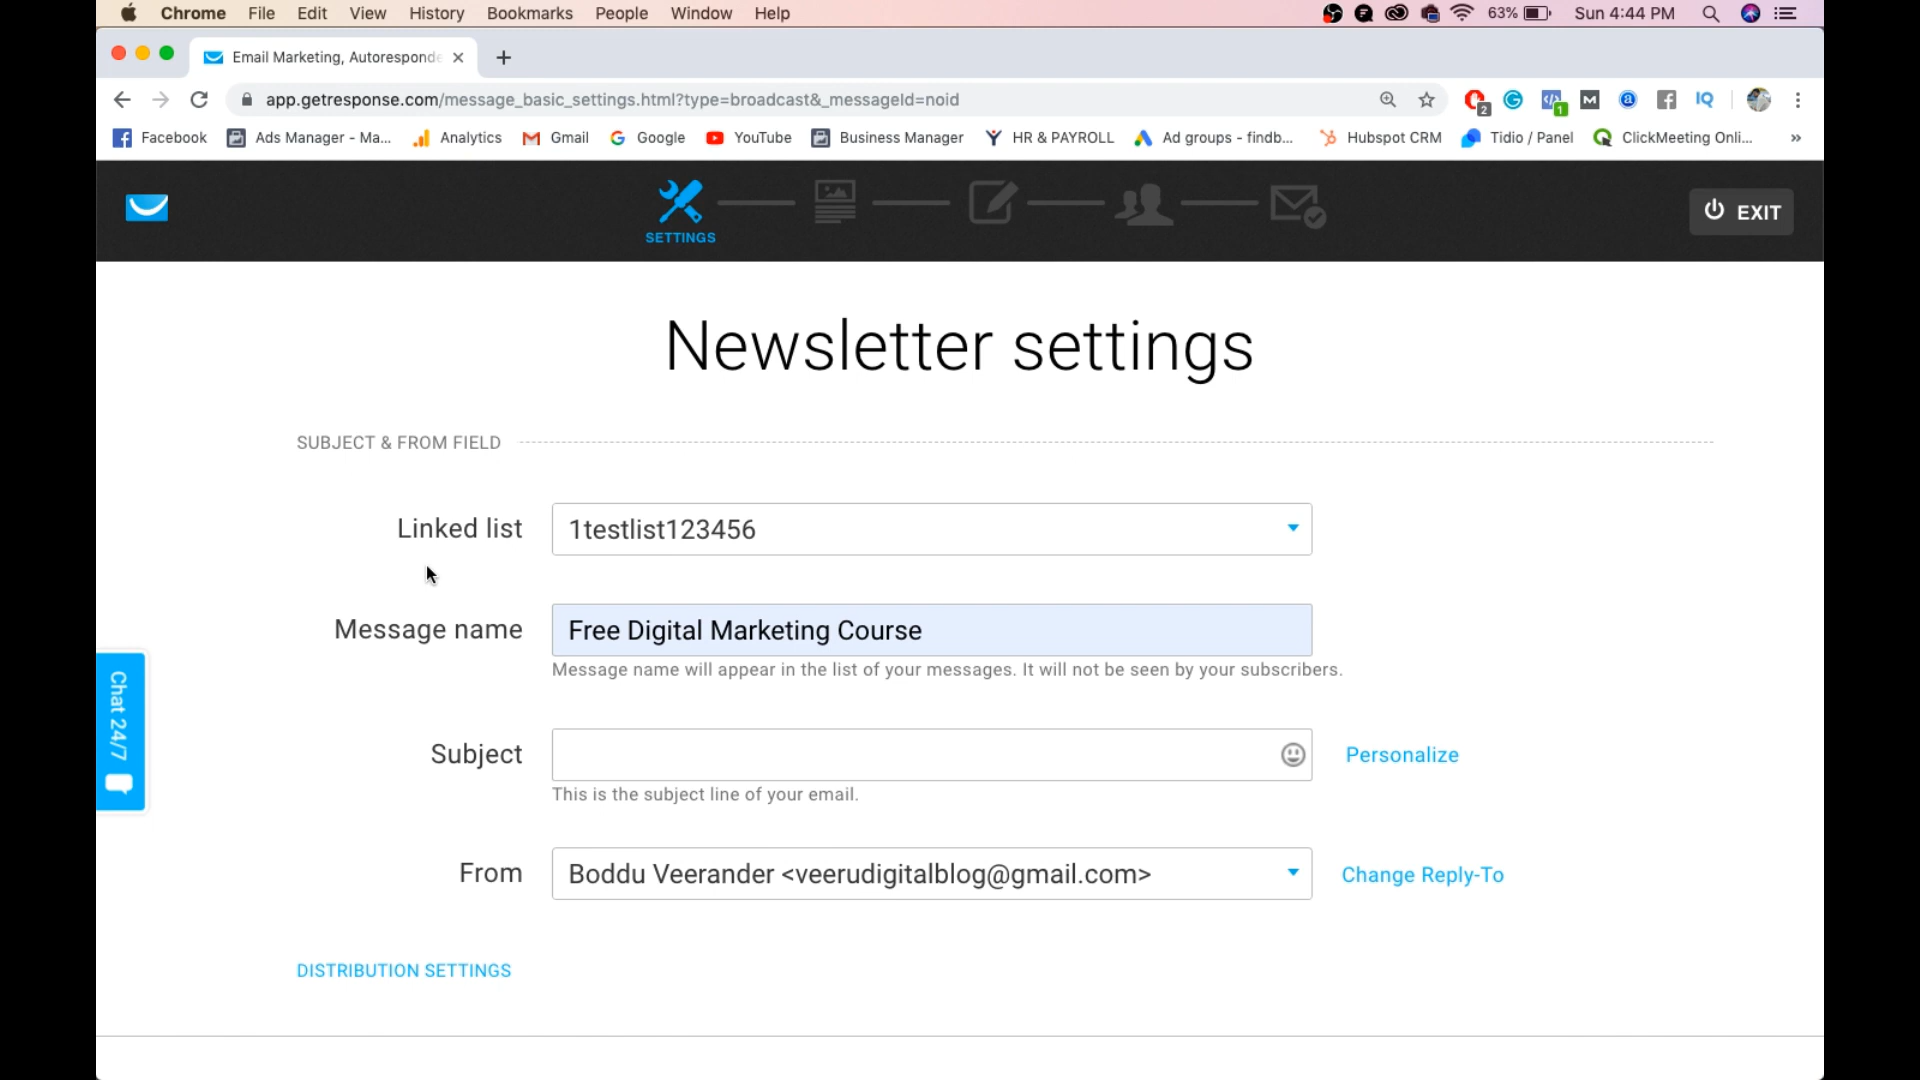 Chrome File Edit View History Bookmarks People Window Help 63% Sun 4:44 PM
Email Marketing, Autoresponde
app.getresponse.com/message_basic_settings.html?type=broadcast&_messageId=noid
2 1 M a IQ
Facebook Ads Manager - Ma... Analytics Gmail Google YouTube Business Manager HR & PAYROLL Ad groups - findb... Hubspot CRM Tidio / Panel ClickMeeting Onli... »
SETTINGS
EXIT
Newsletter settings
SUBJECT & FROM FIELD
Linked list 1testlist123456
Message name Free Digital Marketing Course
Message name will appear in the list of your messages. It will not be seen by your subscribers.
Chat 24/7
Subject Personalize
This is the subject line of your email.
From Boddu Veerander <veerudigitalblog@gmail.com> Change Reply-To
DISTRIBUTION SETTINGS